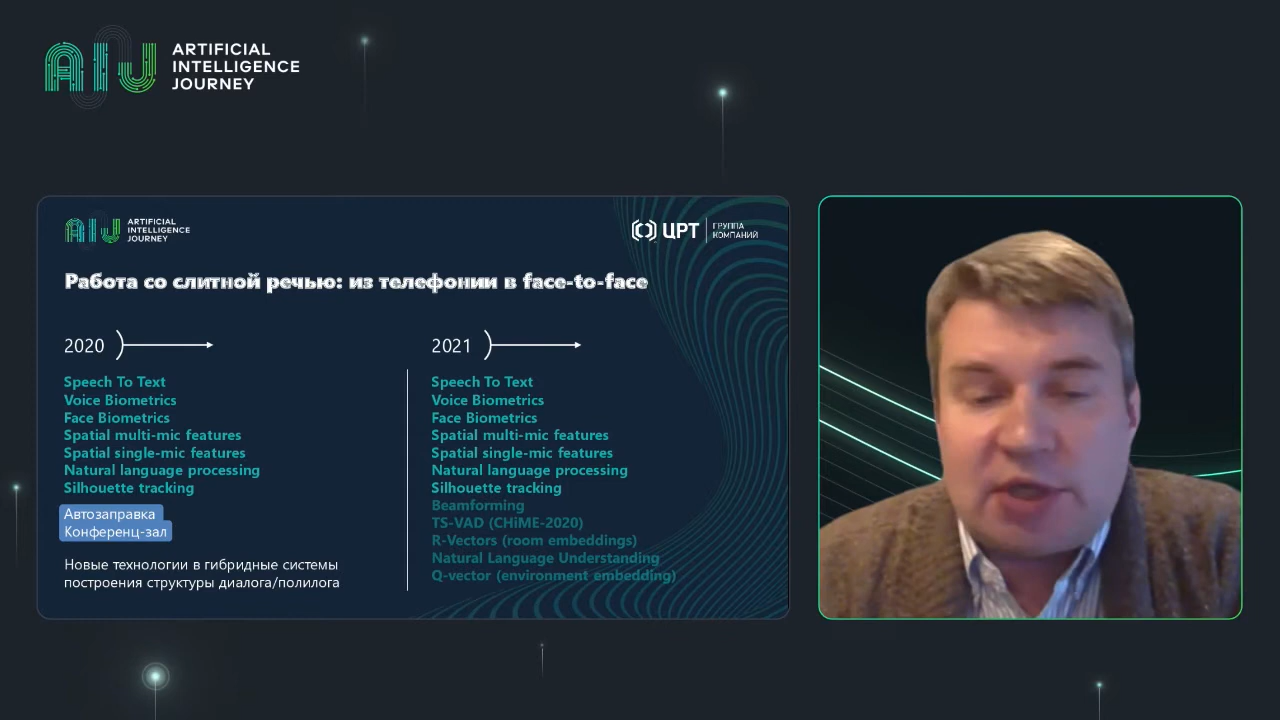 ARTIFICIAL
INTELLIGENCE
JOURNEY
ARTIFICIAL
INTELLIGENCE
JOURNEY
ЦРТ
ГРУППА
КОМПАНИЙ
Работа со слитной речью: из телефонии в face-to-face
2020
Speech To Text
Voice Biometrics
Face Biometrics
Spatial multi-mic features
Spatial single-mic features
Natural language processing
Silhouette tracking
Автозаправка
Конференц-зал
Новые технологии в гибридные системы
построения структуры диалога/полилога
2021
Speech To Text
Voice Biometrics
Face Biometrics
Spatial multi-mic features
Spatial single-mic features
Natural language processing
Silhouette tracking
Beamforming
TS-VAD (CHiME-2020)
R-Vectors (room embeddings)
Natural Language Understanding
Q-vector (environment embedding)